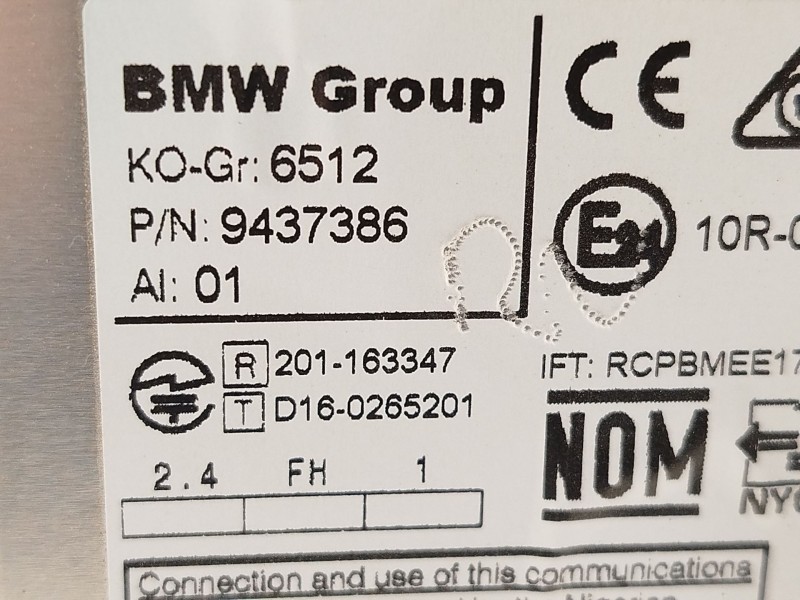 BMW Group
KO-Gr: 6512
P/N: 9437386
AI: 01
CE
E24
10R-0
R 201-163347
T D16-0265201
IFT: RCPBMEE17
2.4 FH 1
NOM
NYC
Connection and use of this communications